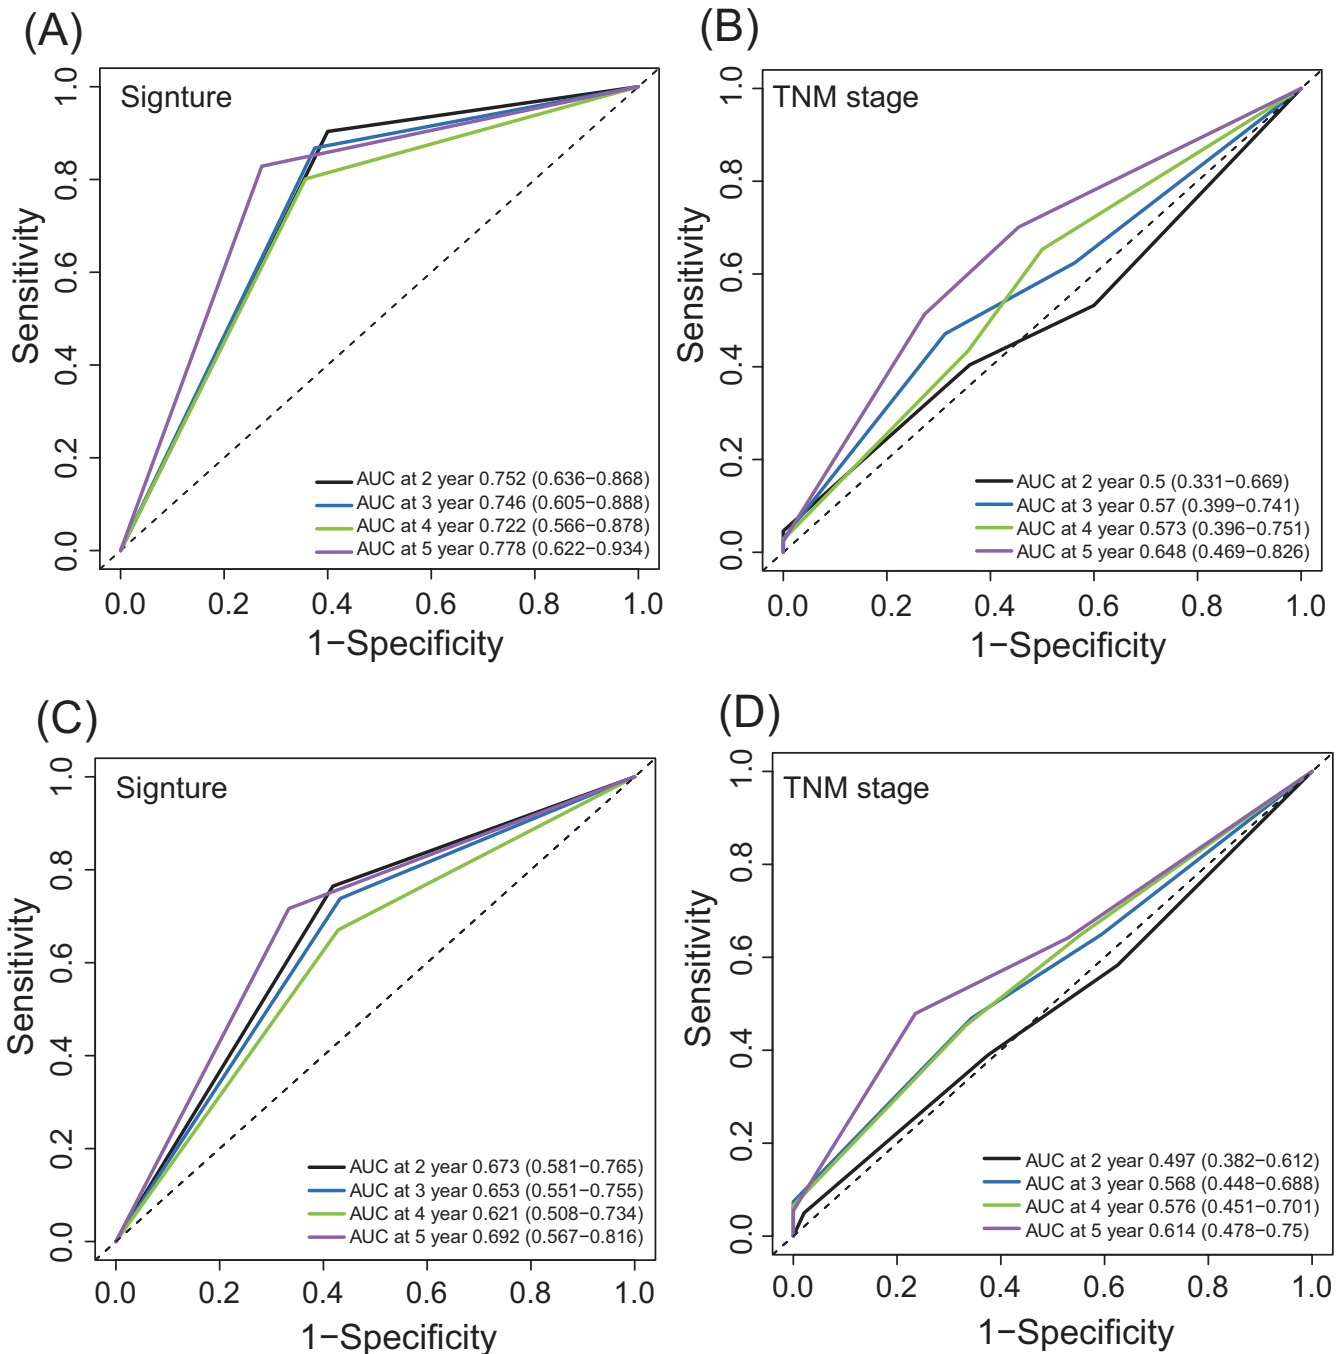 (A)
Signture
Sensitivity
1.0
0.8
0.6
0.4
0.2
0.0
AUC at 2 year 0.752 (0.636−0.868)
AUC at 3 year 0.746 (0.605−0.888)
AUC at 4 year 0.722 (0.566−0.878)
AUC at 5 year 0.778 (0.622−0.934)
0.0 0.2 0.4 0.6 0.8 1.0
1−Specificity
(B)
TNM stage
Sensitivity
1.0
0.8
0.6
0.4
0.2
0.0
AUC at 2 year 0.5 (0.331−0.669)
AUC at 3 year 0.57 (0.399−0.741)
AUC at 4 year 0.573 (0.396−0.751)
AUC at 5 year 0.648 (0.469−0.826)
0.0 0.2 0.4 0.6 0.8 1.0
1−Specificity
(C)
Signture
Sensitivity
1.0
0.8
0.6
0.4
0.2
0.0
AUC at 2 year 0.673 (0.581−0.765)
AUC at 3 year 0.653 (0.551−0.755)
AUC at 4 year 0.621 (0.508−0.734)
AUC at 5 year 0.692 (0.567−0.816)
0.0 0.2 0.4 0.6 0.8 1.0
1−Specificity
(D)
TNM stage
Sensitivity
1.0
0.8
0.6
0.4
0.2
0.0
AUC at 2 year 0.497 (0.382−0.612)
AUC at 3 year 0.568 (0.448−0.688)
AUC at 4 year 0.576 (0.451−0.701)
AUC at 5 year 0.614 (0.478−0.75)
0.0 0.2 0.4 0.6 0.8 1.0
1−Specificity